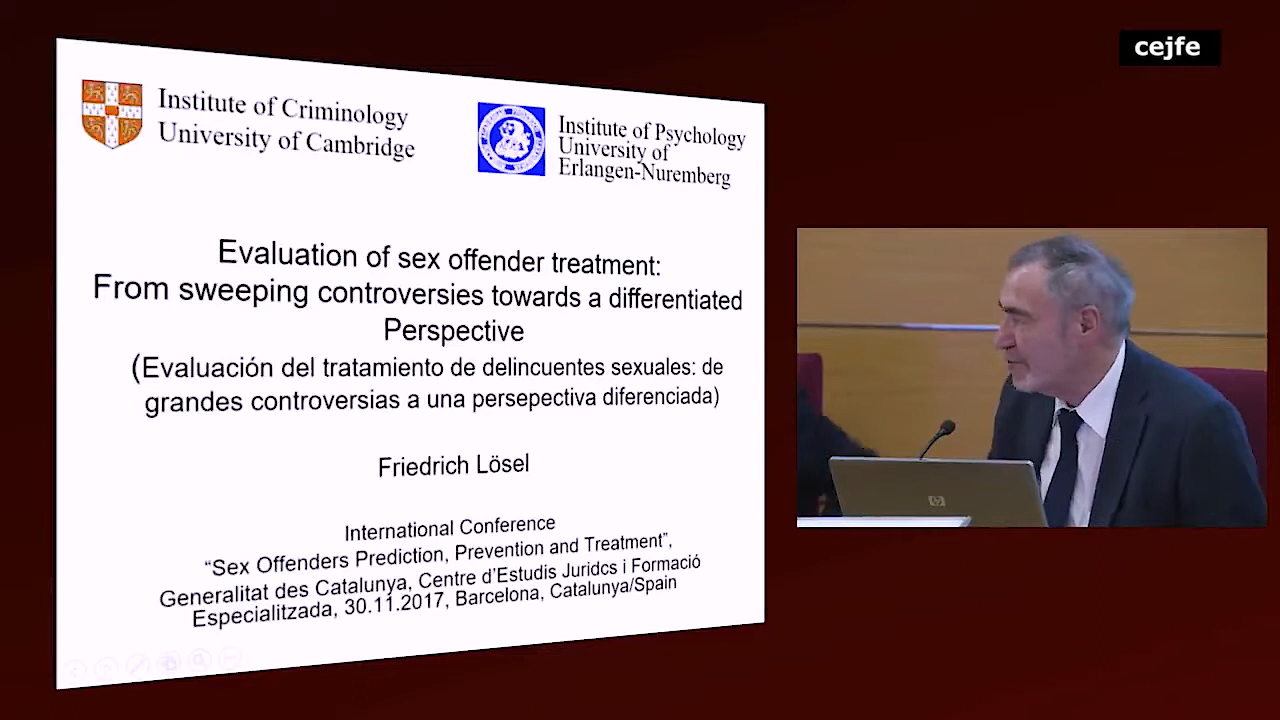 cejfe
Institute of Criminology
University of Cambridge
Institute of Psychology
University of
Erlangen-Nuremberg
Evaluation of sex offender treatment:
From sweeping controversies towards a differentiated
Perspective
(Evaluación del tratamiento de delincuentes sexuales: de
grandes controversias a una persepectiva diferenciada)
Friedrich Lösel
International Conference
“Sex Offenders Prediction, Prevention and Treatment”,
Generalitat des Catalunya, Centre d’Estudis Juridcs i Formació
Especialitzada, 30.11.2017, Barcelona, Catalunya/Spain
hp